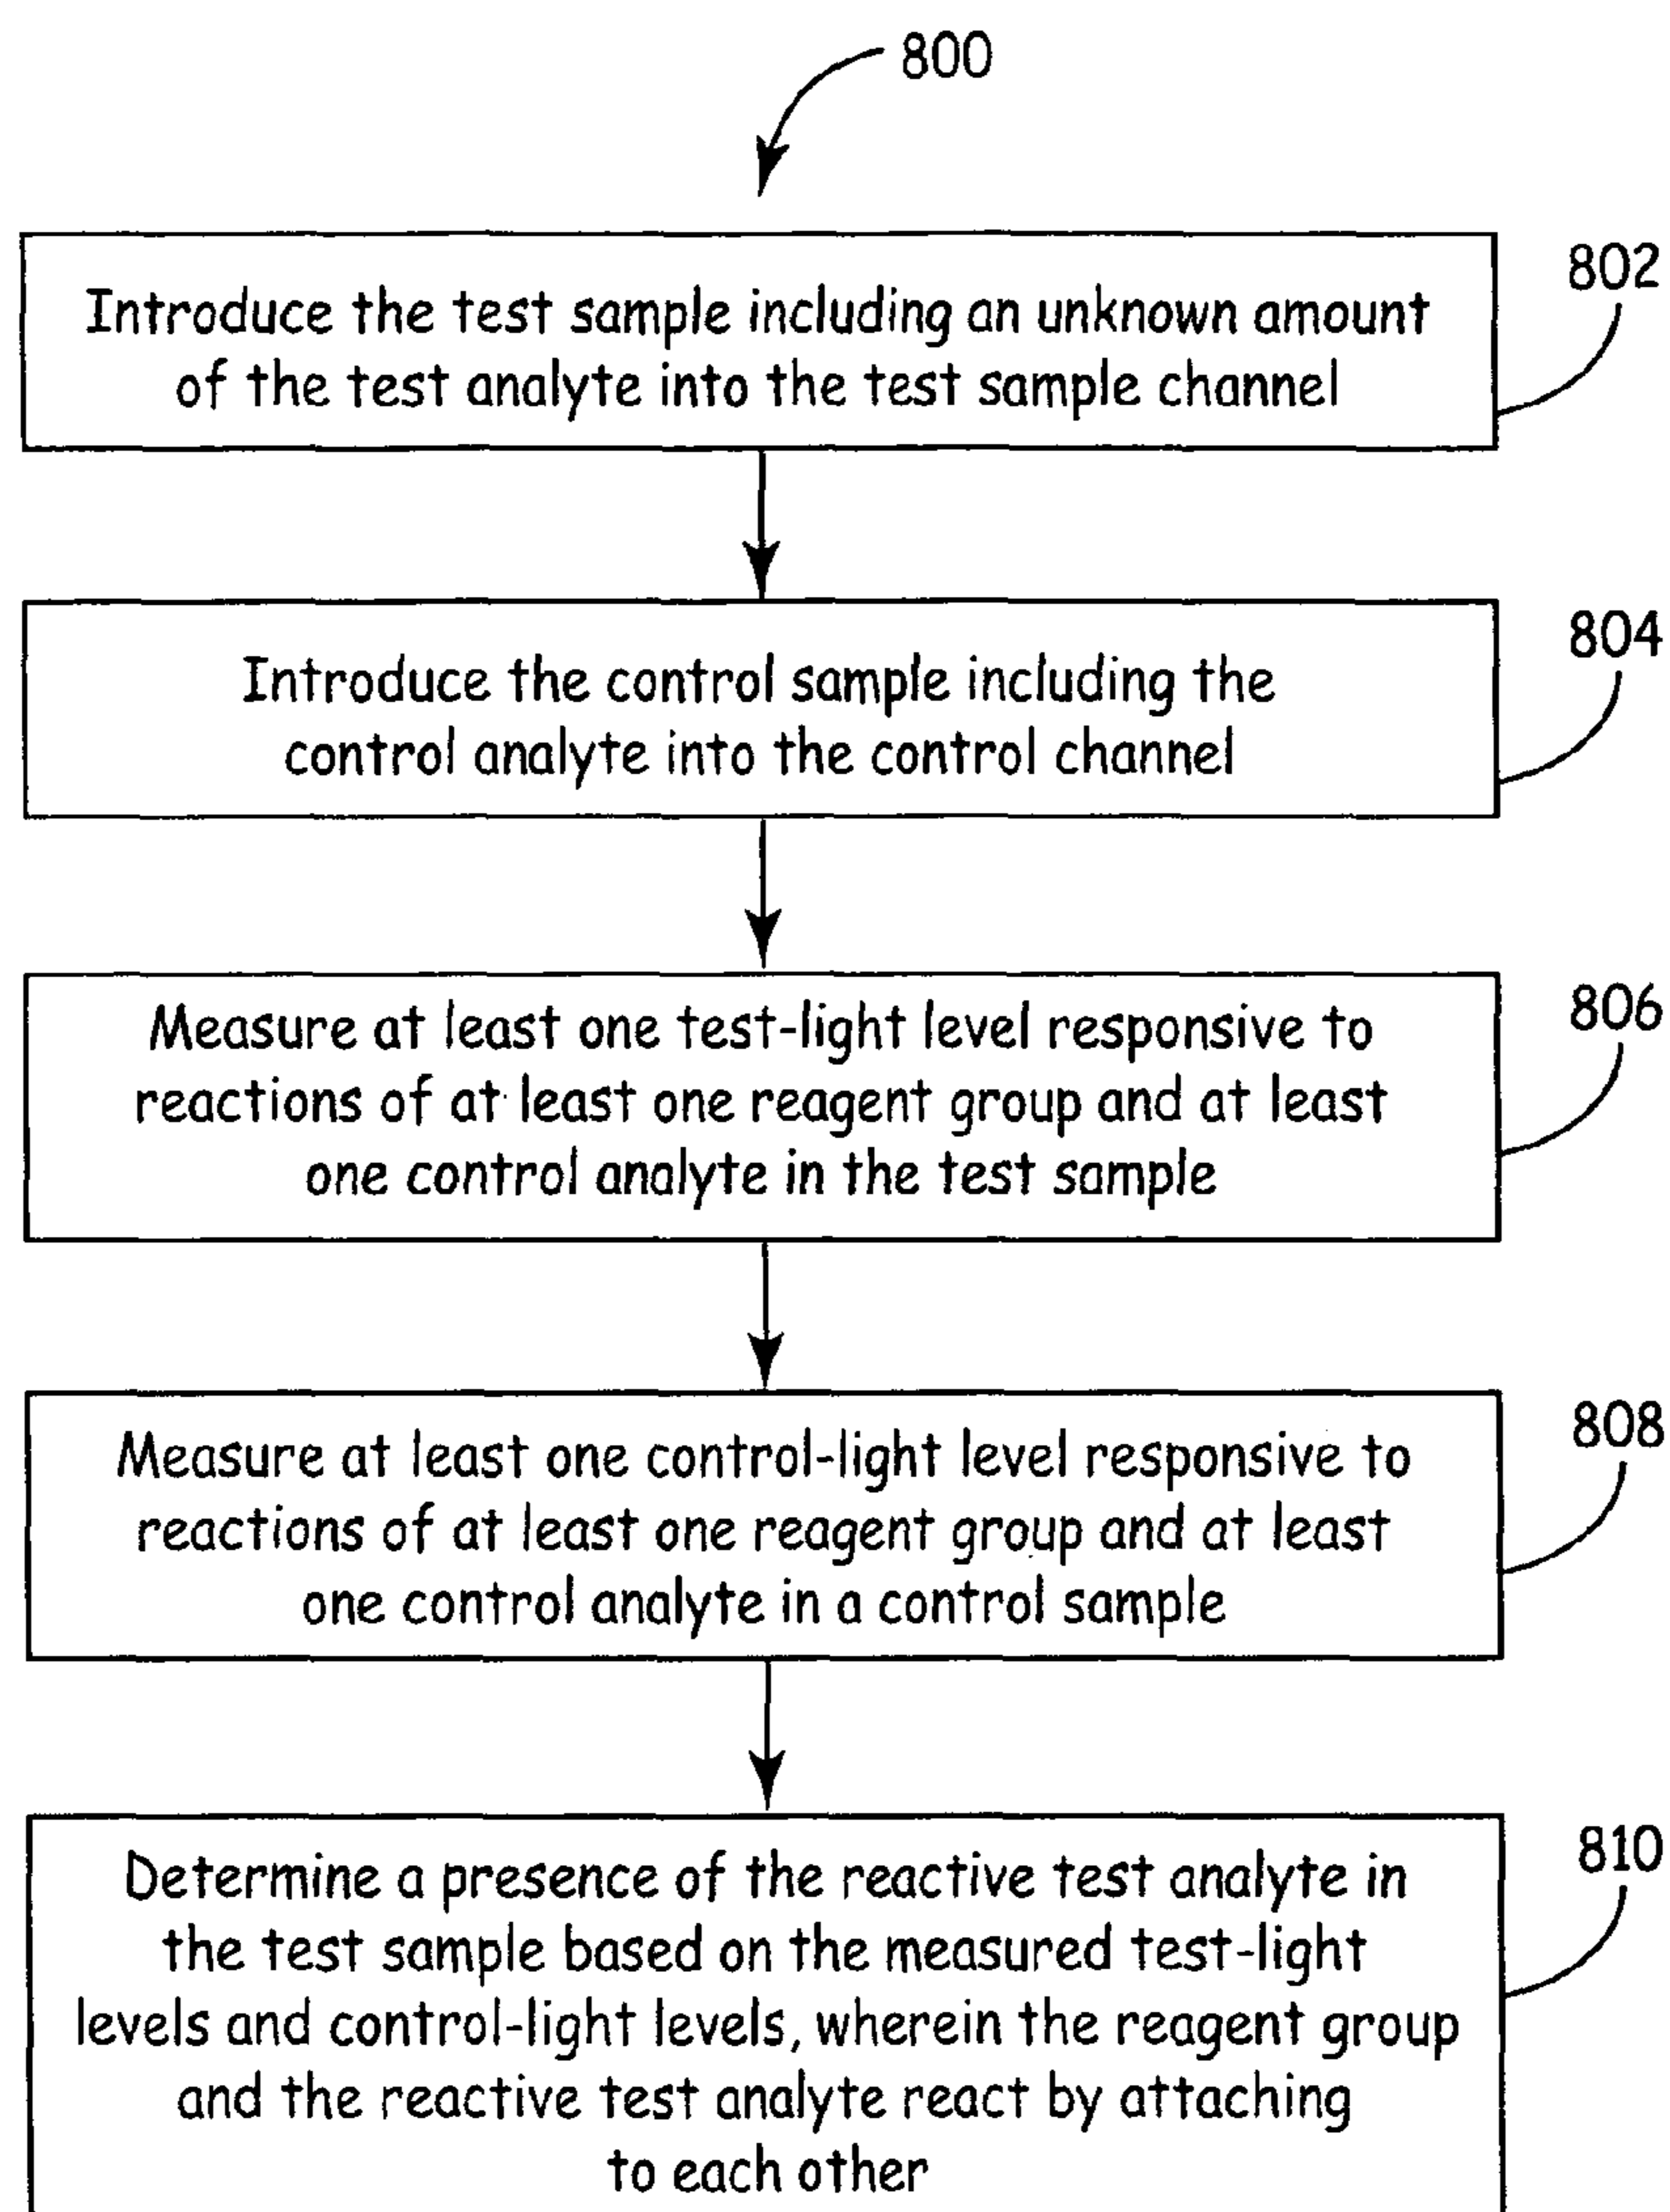 800
802
Introduce the test sample including an unknown amount
of the test analyte into the test sample channel
804
Introduce the control sample including the
control analyte into the control channel
806
Measure at least one test-light level responsive to
reactions of at least one reagent group and at least
one control analyte in the test sample
808
Measure at least one control-light level responsive to
reactions of at least one reagent group and at least
one control analyte in a control sample
810
Determine a presence of the reactive test analyte in
the test sample based on the measured test-light
levels and control-light levels, wherein the reagent group
and the reactive test analyte react by attaching
to each other